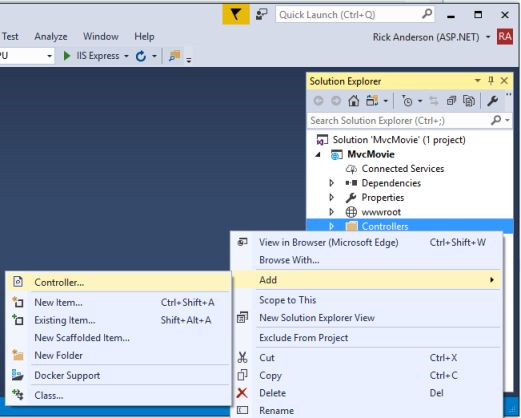 Quick Launch (Ctrl+Q)
Test Analyze Window Help
Rick Anderson (ASP.NET) RA
PU IIS Express
Solution Explorer
Search Solution Explorer (Ctrl+;)
Solution 'MvcMovie' (1 project)
MvcMovie
Connected Services
Dependencies
Properties
wwwroot
Controllers
View in Browser (Microsoft Edge) Ctrl+Shift+W
Browse With...
Add
Scope to This
New Solution Explorer View
Exclude From Project
Cut Ctrl+X
Copy Ctrl+C
Delete Del
Rename
Controller...
New Item... Ctrl+Shift+A
Existing Item... Shift+Alt+A
New Scaffolded Item...
New Folder
Docker Support
Class...